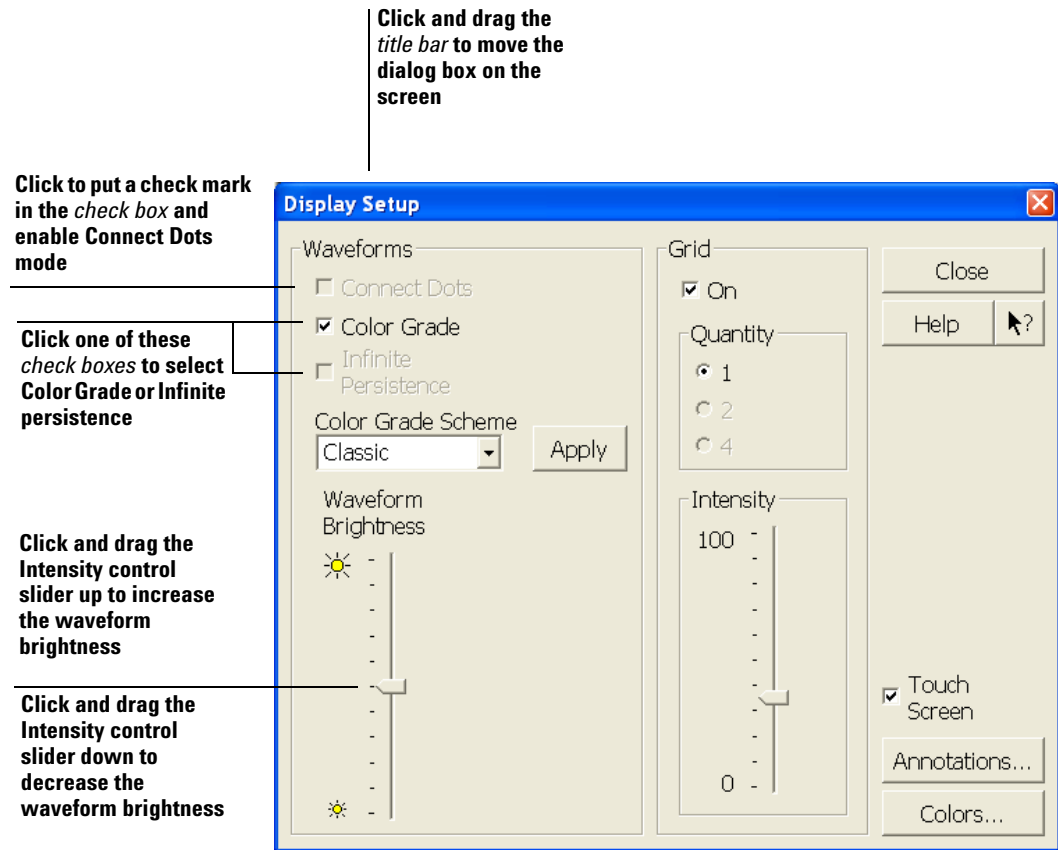 Click and drag the
title bar to move the
dialog box on the
screen
Click to put a check mark
in the check box and
enable Connect Dots
mode
Click one of these
check boxes to select
Color Grade or Infinite
persistence
Click and drag the
Intensity control
slider up to increase
the waveform
brightness
Click and drag the
Intensity control
slider down to
decrease the
waveform brightness
Display Setup
Waveforms
Connect Dots
Color Grade
Infinite
Persistence
Color Grade Scheme
Classic
Apply
Waveform
Brightness
Grid
On
Quantity
1
2
4
Intensity
100
0
Close
Help
?
Touch
Screen
Annotations...
Colors...